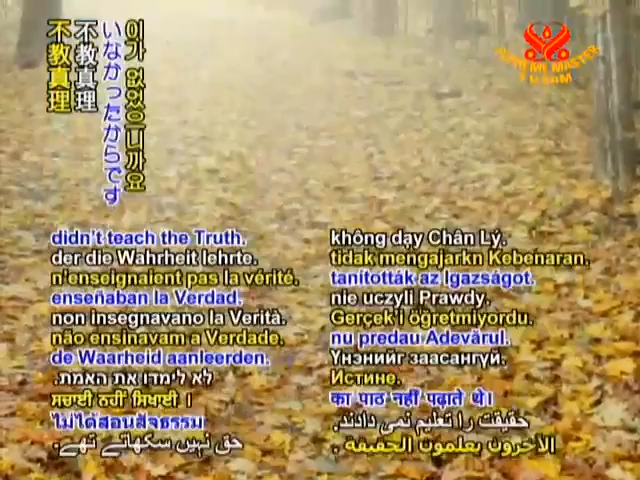 不教真理
不教真理
いなかったからです
이가 없었으니까요
SUPREME MASTER
TV.COM
didn't teach the Truth.
der die Wahrheit lehrte.
n'enseignaient pas la vérité.
enseñaban la Verdad.
non insegnavano la Verità.
não ensinavam a Verdade.
de Waarheid aanleerden.
לא לימדו את האמת.
ਸਚਾਈ ਨਹੀਂ ਸਿਖਾਈ ।
ไม่ได้สอนสัจธรรม
حق نہیں سکھاتے تھے.
không dạy Chân Lý.
tidak mengajarkn Kebenaran.
tanították az Igazságot.
nie uczyli Prawdy.
Gerçek'i öğretmiyordu.
nu predau Adevărul.
Үнэнийг заасангүй.
Истине.
का पाठ नहीं पढ़ाते थे।
حقیقت را تعلیم نمی دادند.
الآخرون يعلمون الحقيقة .